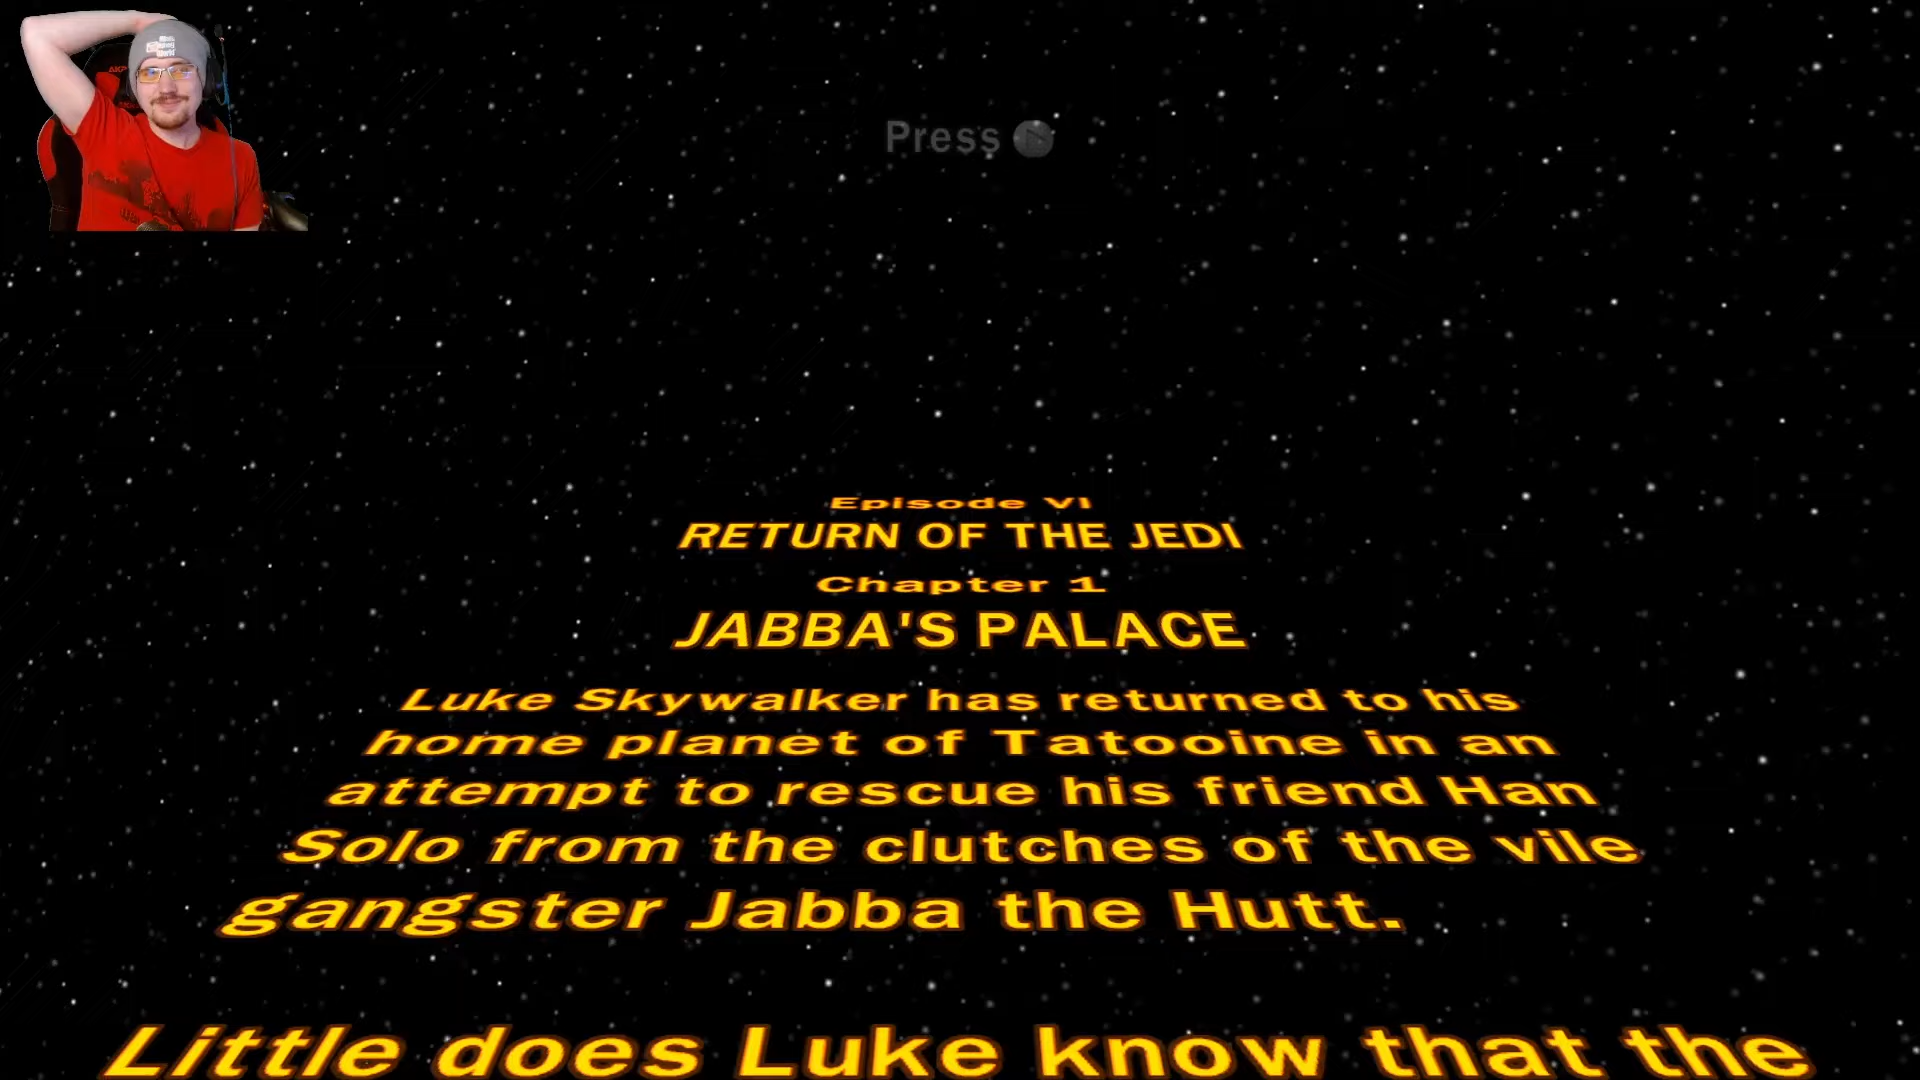 Press
Episode VI
RETURN OF THE JEDI
Chapter 1
JABBA'S PALACE
Luke Skywalker has returned to his
home planet of Tatooine in an
attempt to rescue his friend Han
Solo from the clutches of the vile
gangster Jabba the Hutt.
Little does Luke know that the